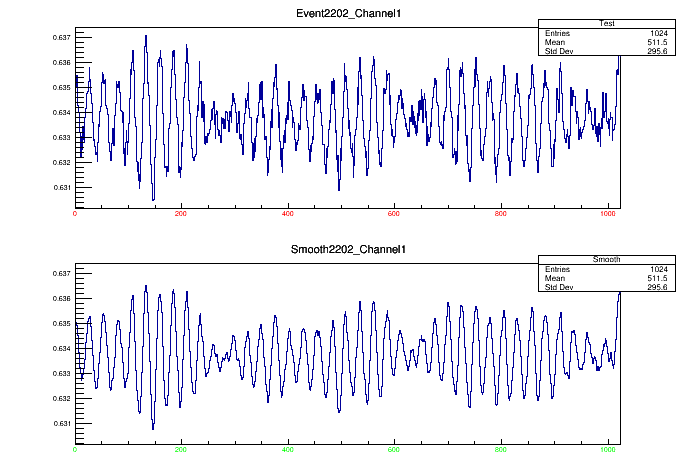 Event2202_Channel1
Test
Entries 1024
Mean 511.5
Std Dev 295.6
0.637
0.636
0.635
0.634
0.633
0.632
0.631
0 200 400 600 800 1000
Smooth2202_Channel1
Smooth
Entries 1024
Mean 511.5
Std Dev 295.6
0.637
0.636
0.635
0.634
0.633
0.632
0.631
0 200 400 600 800 1000